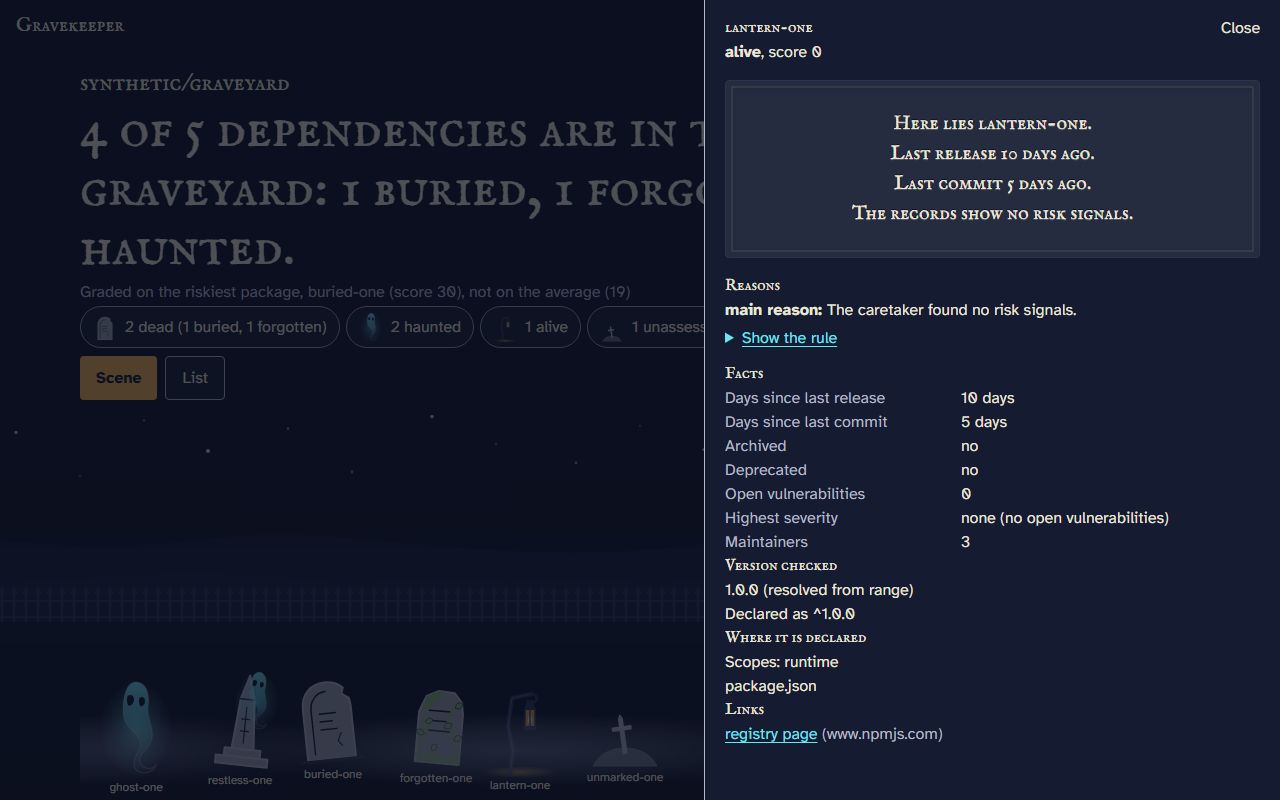 Gravekeeper
synthetic/graveyard
4 of 5 dependencies are in t
graveyard: 1 buried, 1 forgo
haunted.
Graded on the riskiest package, buried-one (score 30), not on the average (19)
2 dead (1 buried, 1 forgotten)
2 haunted
1 alive
1 unassess
Scene
List
ghost-one
restless-one
buried-one
forgotten-one
lantern-one
unmarked-one
lantern-one
Close
alive, score 0
Here lies lantern-one.
Last release 10 days ago.
Last commit 5 days ago.
The records show no risk signals.
Reasons
main reason: The caretaker found no risk signals.
Show the rule
Facts
Days since last release 10 days
Days since last commit 5 days
Archived no
Deprecated no
Open vulnerabilities 0
Highest severity none (no open vulnerabilities)
Maintainers 3
Version checked
1.0.0 (resolved from range)
Declared as ^1.0.0
Where it is declared
Scopes: runtime
package.json
Links
registry page (www.npmjs.com)